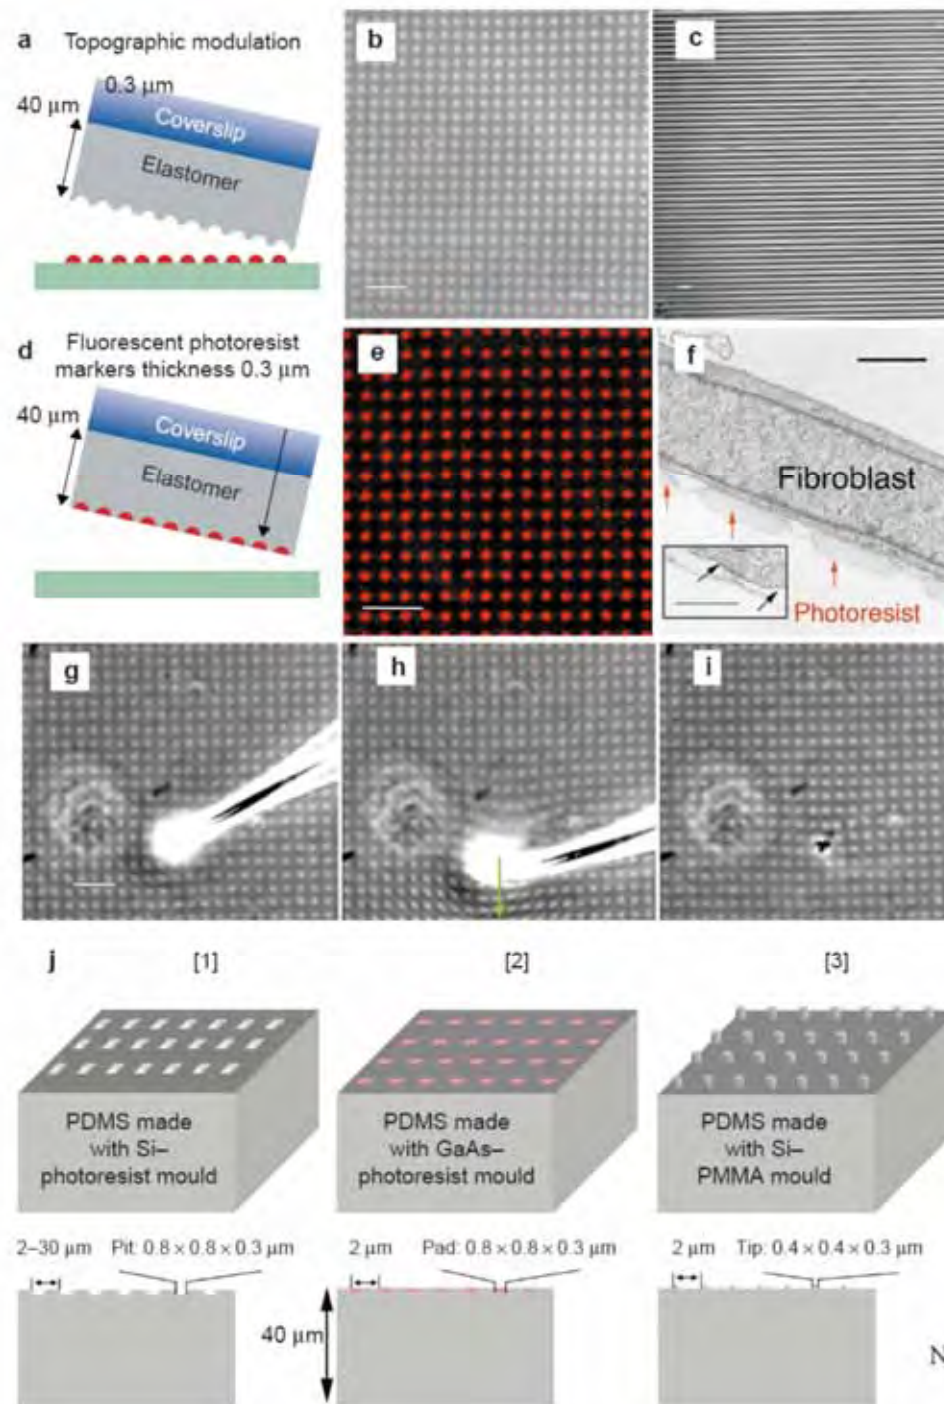 a Topographic modulation
0.3 μm
40 μm
Coverslip
Elastomer
b
c
d Fluorescent photoresist
markers thickness 0.3 μm
40 μm
Coverslip
Elastomer
e
f
Fibroblast
Photoresist
g
h
i
j [1] [2] [3]
PDMS made
with Si–
photoresist mould
PDMS made
with GaAs–
photoresist mould
PDMS made
with Si–
PMMA mould
2–30 μm Pit: 0.8 × 0.8 × 0.3 μm
2 μm Pad: 0.8 × 0.8 × 0.3 μm
2 μm Tip: 0.4 × 0.4 × 0.3 μm
40 μm
N